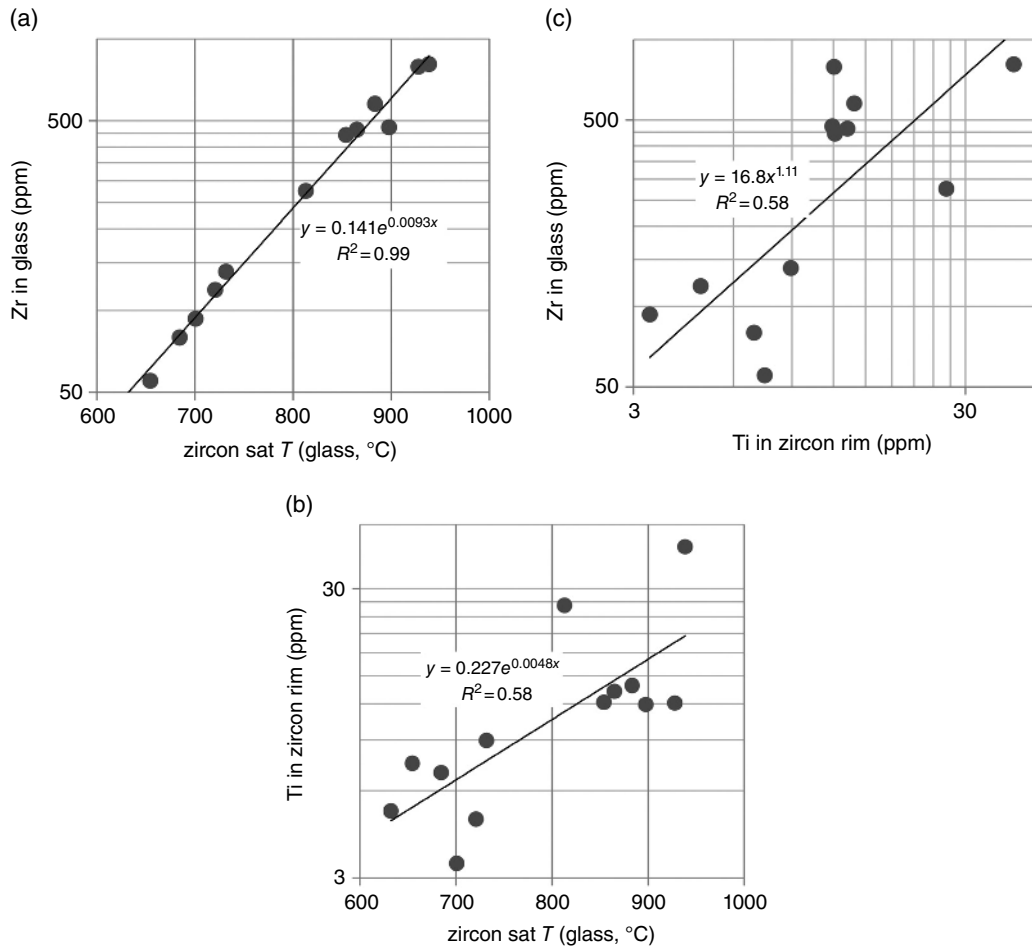 (a)
Zr in glass (ppm)
500
50
y = 0.141e^0.0093x
R² = 0.99
600 700 800 900 1000
zircon sat T (glass, °C)
(c)
Zr in glass (ppm)
500
50
y = 16.8x^1.11
R² = 0.58
3 30
Ti in zircon rim (ppm)
(b)
Ti in zircon rim (ppm)
30
3
y = 0.227e^0.0048x
R² = 0.58
600 700 800 900 1000
zircon sat T (glass, °C)